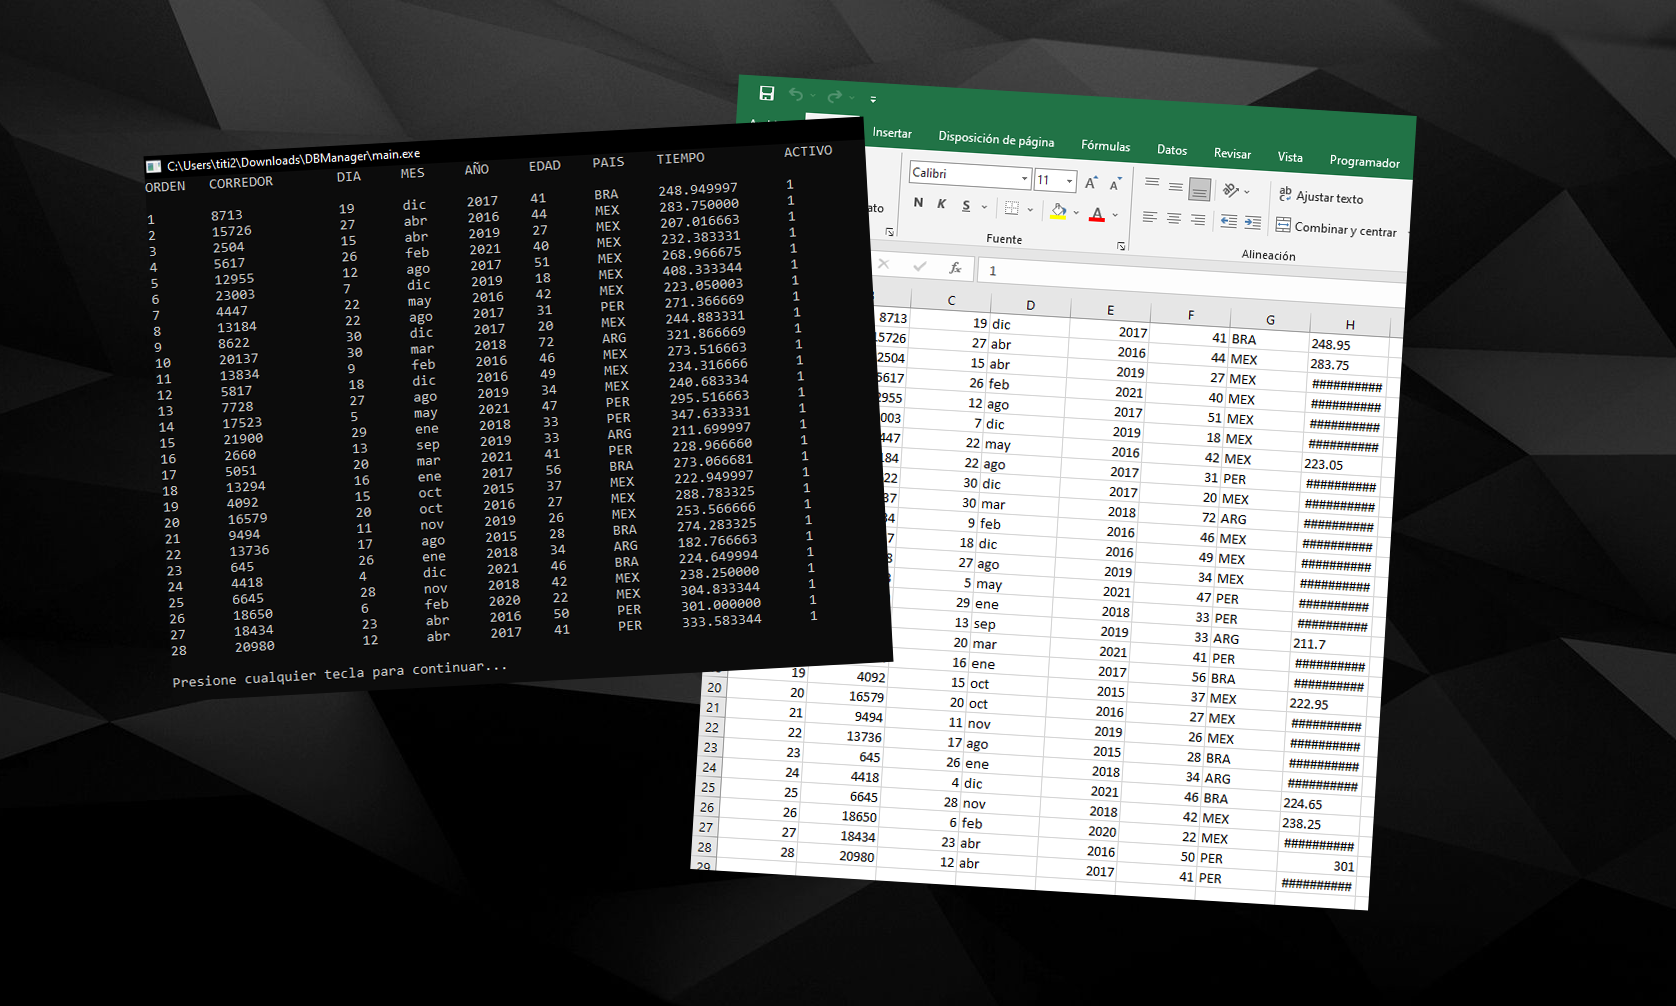 C:\Users\titi2\Downloads\DBManager\main.exe
ORDEN CORREDOR DIA MES AÑO EDAD PAIS TIEMPO ACTIVO
1 8713 19 dic 2017 41 BRA 248.949997 1
2 15726 27 abr 2016 44 MEX 283.750000 1
3 2504 15 abr 2019 27 MEX 207.016663 1
4 5617 26 feb 2021 40 MEX 232.383331 1
5 12955 12 ago 2017 51 MEX 268.966675 1
6 23003 7 dic 2019 18 MEX 408.333344 1
7 4447 22 may 2016 42 MEX 223.050003 1
8 13184 22 ago 2017 31 PER 271.366669 1
9 8622 30 dic 2017 20 MEX 244.883331 1
10 20137 30 mar 2018 72 ARG 321.866669 1
11 13834 9 feb 2016 46 MEX 273.516663 1
12 5817 18 dic 2016 49 MEX 234.316666 1
13 7728 27 ago 2019 34 MEX 240.683334 1
14 17523 5 may 2021 47 PER 295.516663 1
15 21900 29 ene 2018 33 PER 347.633331 1
16 2660 13 sep 2019 33 ARG 211.699997 1
17 5051 20 mar 2021 41 PER 228.966660 1
18 13294 16 ene 2017 56 BRA 273.066681 1
19 4092 15 oct 2015 37 MEX 222.949997 1
20 16579 20 oct 2016 27 MEX 288.783325 1
21 9494 11 nov 2019 26 MEX 253.566666 1
22 13736 17 ago 2015 28 BRA 274.283325 1
23 645 26 ene 2018 34 ARG 182.766663 1
24 4418 4 dic 2021 46 BRA 224.649994 1
25 6645 28 nov 2018 42 MEX 238.250000 1
26 18650 6 feb 2020 22 MEX 304.833344 1
27 18434 23 abr 2016 50 PER 301.000000 1
28 20980 12 abr 2017 41 PER 333.583344 1
Presione cualquier tecla para continuar...
Insertar Disposición de página Fórmulas Datos Revisar Vista Programador
Calibri 11
N K S
Ajustar texto
Combinar y centrar
Fuente Alineación
fx 1
C D E F G H
8713 19 dic 2017 41 BRA 248.95
5726 27 abr 2016 44 MEX 283.75
2504 15 abr 2019 27 MEX ##########
5617 26 feb 2021 40 MEX ##########
2955 12 ago 2017 51 MEX ##########
003 7 dic 2019 18 MEX ##########
447 22 may 2016 42 MEX 223.05
184 22 ago 2017 31 PER ##########
22 30 dic 2017 20 MEX ##########
37 30 mar 2018 72 ARG ##########
34 9 feb 2016 46 MEX ##########
7 18 dic 2016 49 MEX ##########
8 27 ago 2019 34 MEX ##########
5 may 2021 47 PER ##########
29 ene 2018 33 PER ##########
13 sep 2019 33 ARG 211.7
20 mar 2021 41 PER ##########
16 ene 2017 56 BRA ##########
19 4092 15 oct 2015 37 MEX 222.95
20 20 16579 20 oct 2016 27 MEX ##########
21 21 9494 11 nov 2019 26 MEX ##########
22 22 13736 17 ago 2015 28 BRA ##########
23 23 645 26 ene 2018 34 ARG ##########
24 24 4418 4 dic 2021 46 BRA 224.65
25 25 6645 28 nov 2018 42 MEX 238.25
26 26 18650 6 feb 2020 22 MEX ##########
27 27 18434 23 abr 2016 50 PER 301
28 28 20980 12 abr 2017 41 PER ##########
29